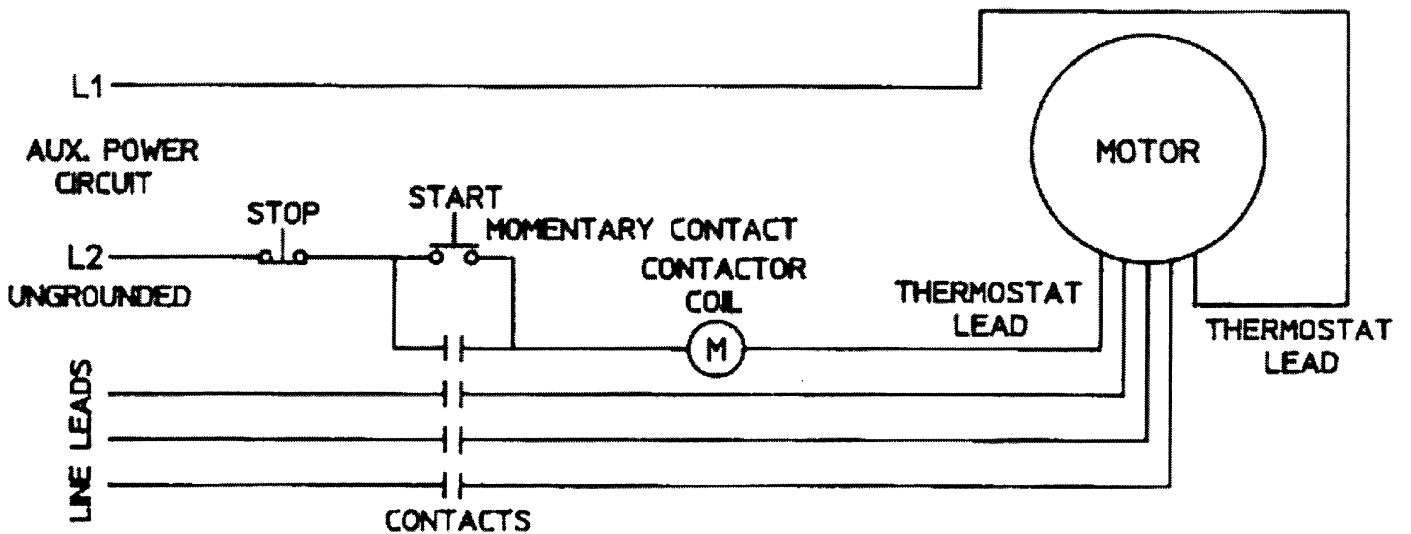 L1
AUX. POWER
CIRCUIT
STOP
START
MOMENTARY CONTACT
L2
UNGROUNDED
CONTACTOR
COIL
M
MOTOR
THERMOSTAT
LEAD
THERMOSTAT
LEAD
LINE LEADS
CONTACTS